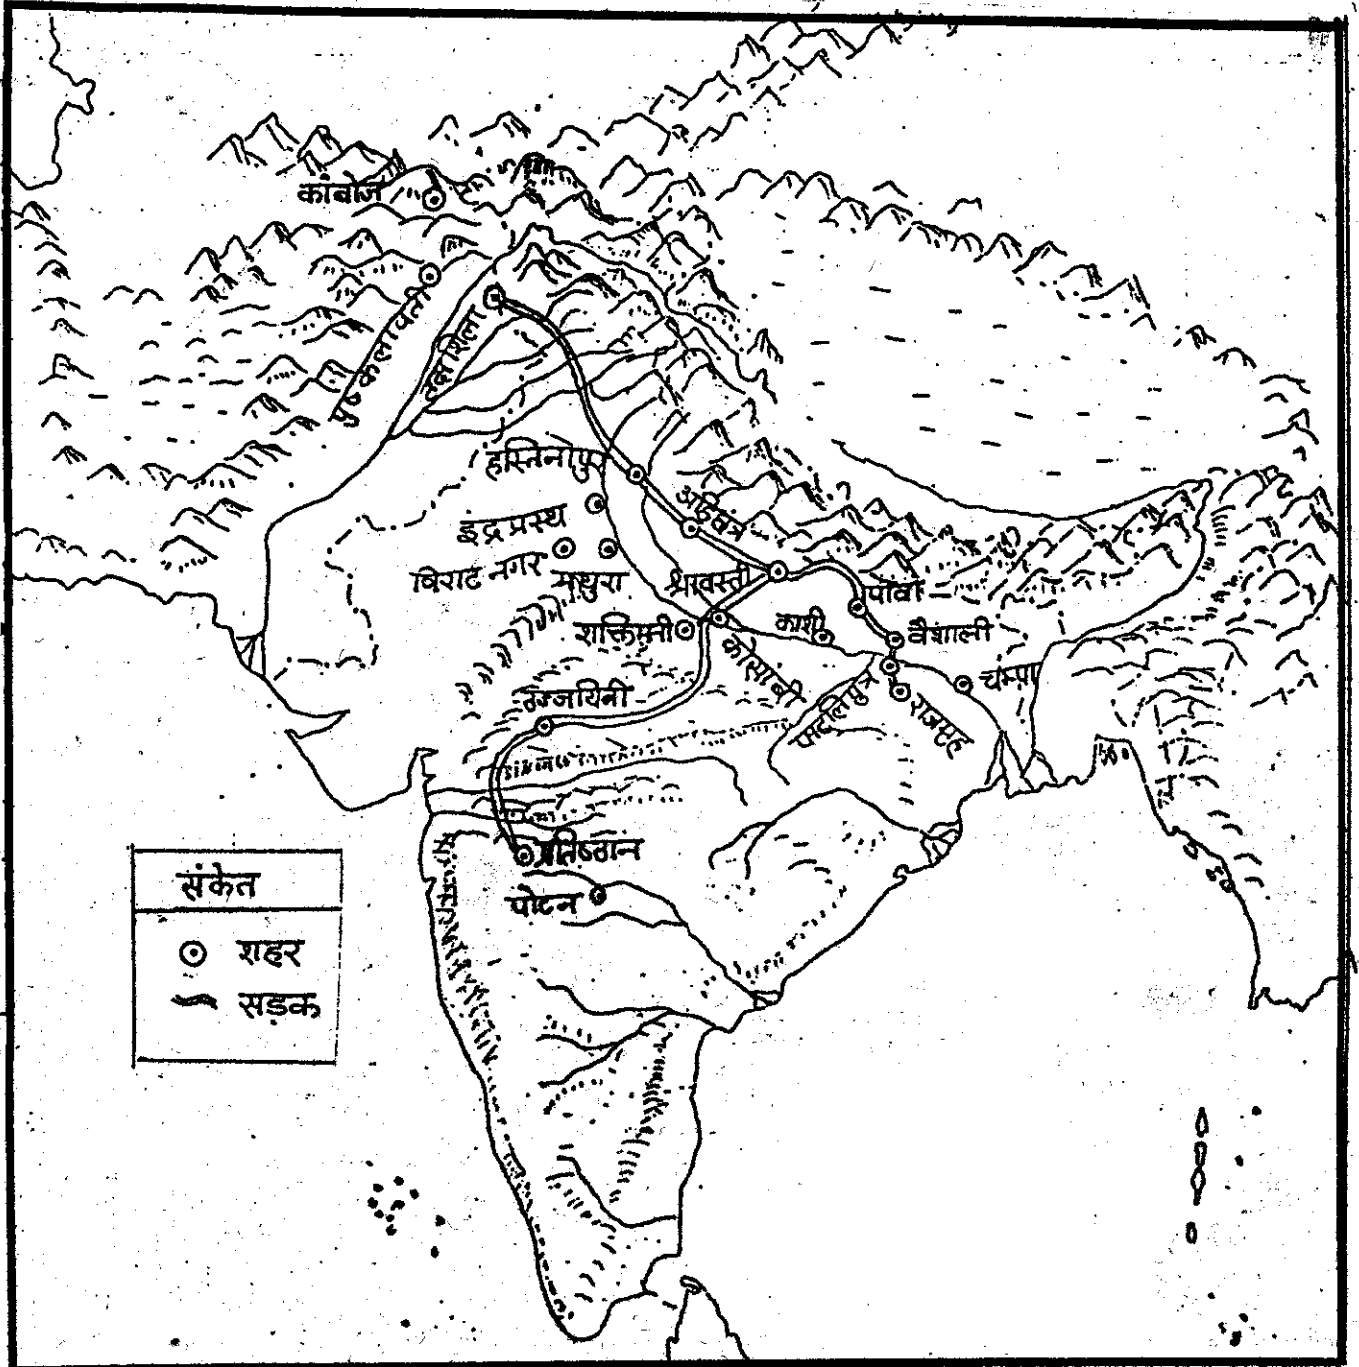 कांबोज
पुष्कलावती
तक्षशिला
हस्तिनापुर
अहिछत्र
इंद्रप्रस्थ
विराट नगर
मथुरा
श्रावस्ती
पावा
शक्तिमती
कोसांबी
काशी
वैशाली
चम्पा
उज्जयिनी
पाटलिपुत्र
राजगृह
प्रतिष्ठान
पोटन
संकेत
शहर
सड़क